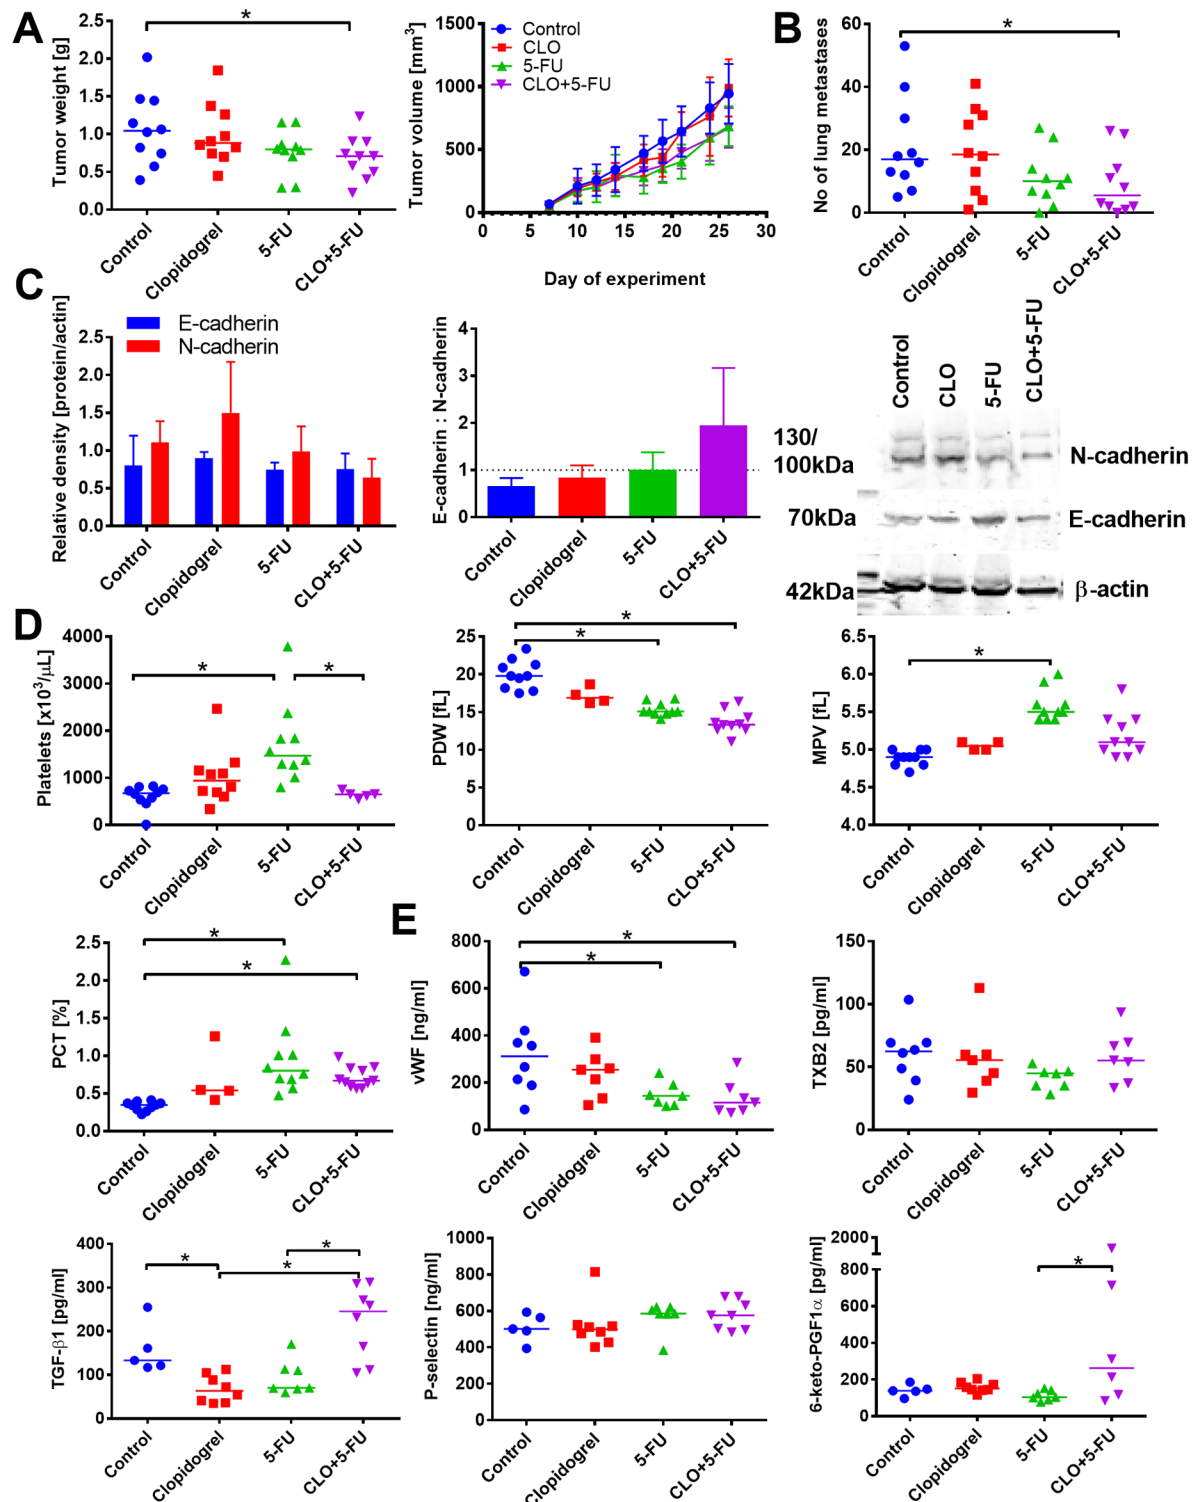 A
Tumor weight [g]
2.5
2.0
1.5
1.0
0.5
0.0
*
Control
Clopidogrel
5-FU
CLO+5-FU
Tumor volume [mm³]
1500
1000
500
0
Control
CLO
5-FU
CLO+5-FU
0 5 10 15 20 25 30
Day of experiment
B
No of lung metastases
60
40
20
0
*
Control
Clopidogrel
5-FU
CLO+5-FU
C
Relative density [protein/actin]
2.5
2.0
1.5
1.0
0.5
0.0
E-cadherin
N-cadherin
Control
Clopidogrel
5-FU
CLO+5-FU
E-cadherin : N-cadherin
4
3
2
1
0
Control
Clopidogrel
5-FU
CLO+5-FU
Control
CLO
5-FU
CLO+5-FU
130/
100kDa
N-cadherin
70kDa
E-cadherin
42kDa
β-actin
D
Platelets [x10³/μL]
4000
3000
2000
1000
0
*
*
Control
Clopidogrel
5-FU
CLO+5-FU
PDW [fL]
25
20
15
10
5
0
*
*
Control
Clopidogrel
5-FU
CLO+5-FU
MPV [fL]
6.5
6.0
5.5
5.0
4.5
4.0
*
Control
Clopidogrel
5-FU
CLO+5-FU
PCT [%]
2.5
2.0
1.5
1.0
0.5
0.0
*
*
Control
Clopidogrel
5-FU
CLO+5-FU
E
vWF [ng/ml]
800
600
400
200
0
*
*
Control
Clopidogrel
5-FU
CLO+5-FU
TXB2 [pg/ml]
150
100
50
0
Control
Clopidogrel
5-FU
CLO+5-FU
TGF-β1 [pg/ml]
400
300
200
100
0
*
*
*
Control
Clopidogrel
5-FU
CLO+5-FU
P-selectin [ng/ml]
1000
800
600
400
200
0
Control
Clopidogrel
5-FU
CLO+5-FU
6-keto-PGF1α [pg/ml]
2000
800
600
400
200
0
*
Control
Clopidogrel
5-FU
CLO+5-FU